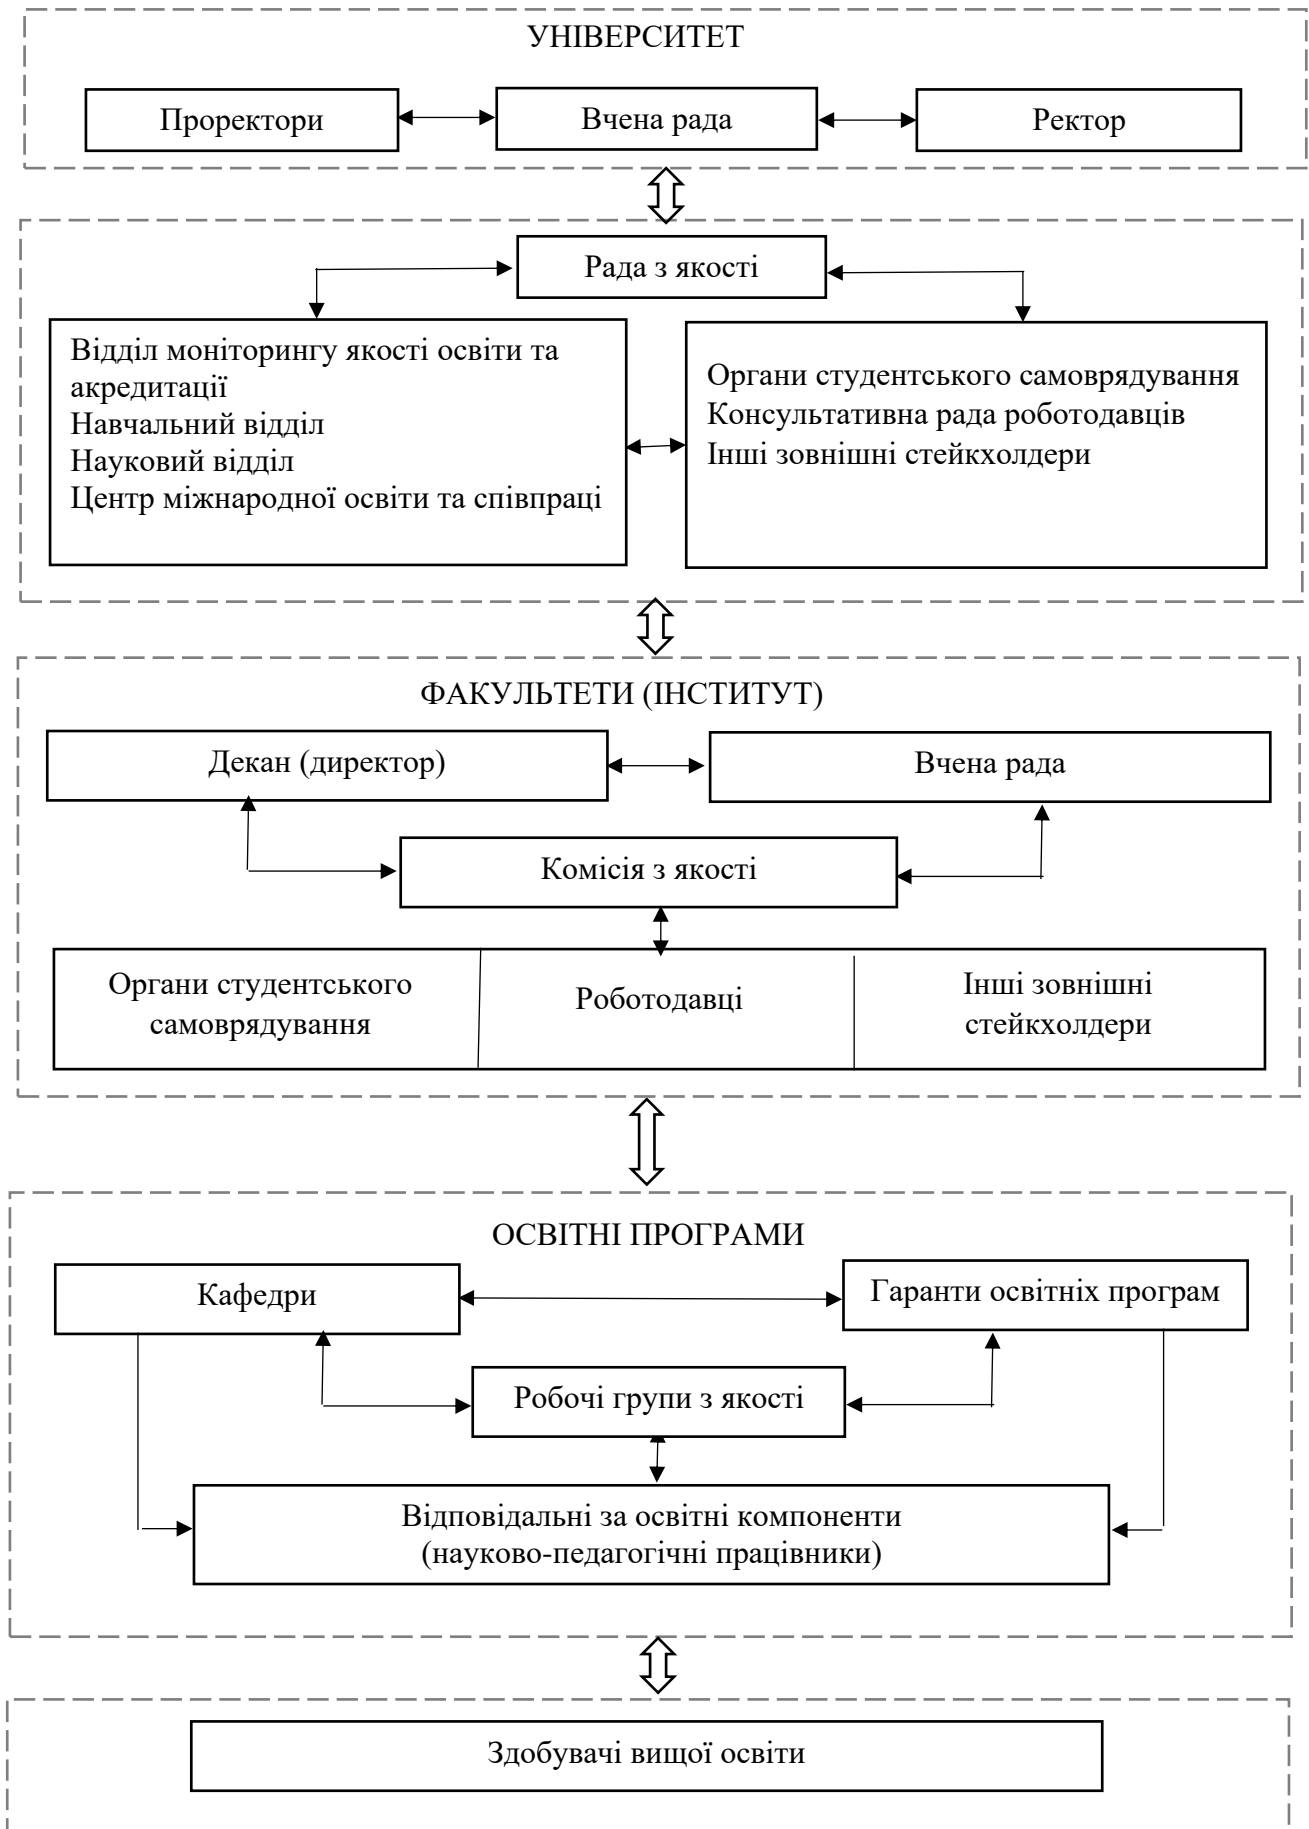 УНІВЕРСИТЕТ
Проректори
Вчена рада
Ректор
Рада з якості
Відділ моніторингу якості освіти та
акредитації
Навчальний відділ
Науковий відділ
Центр міжнародної освіти та співпраці
Органи студентського самоврядування
Консультативна рада роботодавців
Інші зовнішні стейкхолдери
ФАКУЛЬТЕТИ (ІНСТИТУТ)
Декан (директор)
Вчена рада
Комісія з якості
Органи студентського
самоврядування
Роботодавці
Інші зовнішні
стейкхолдери
ОСВІТНІ ПРОГРАМИ
Кафедри
Гаранти освітніх програм
Робочі групи з якості
Відповідальні за освітні компоненти
(науково-педагогічні працівники)
Здобувачі вищої освіти